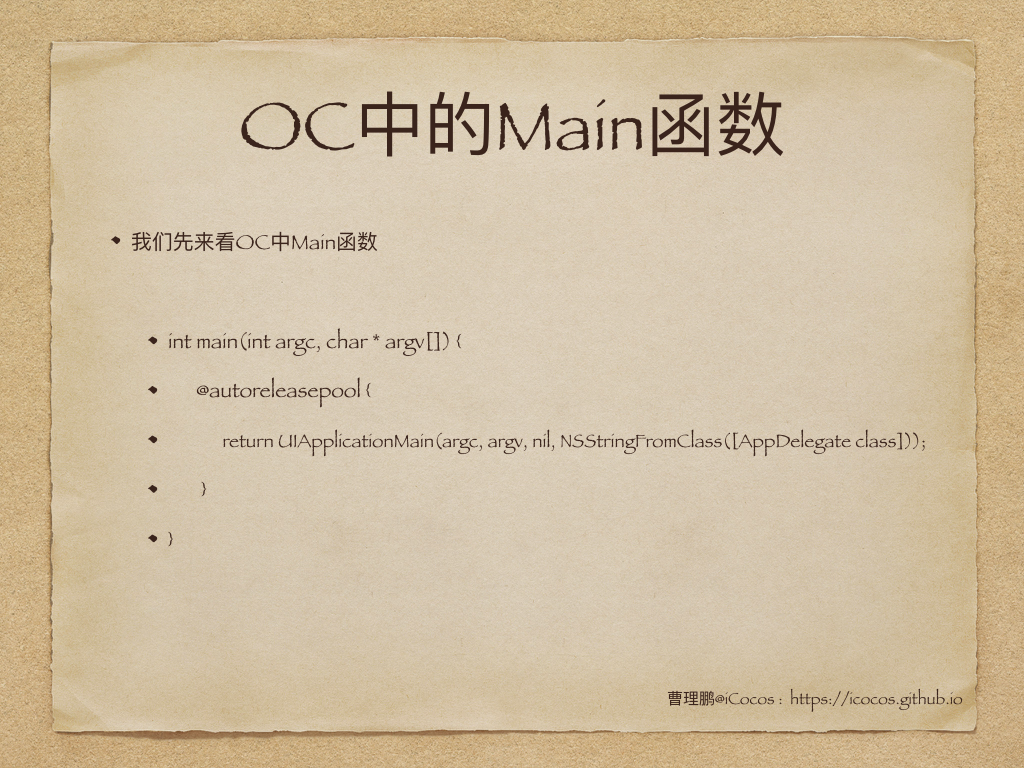 OC中的Main函数
我们先来看OC中Main函数
int main(int argc, char * argv[]) {
@autoreleasepool {
return UIApplicationMain(argc, argv, nil, NSStringFromClass([AppDelegate class]));
}
}
曹理鹏@iCocos : https://icocos.github.io